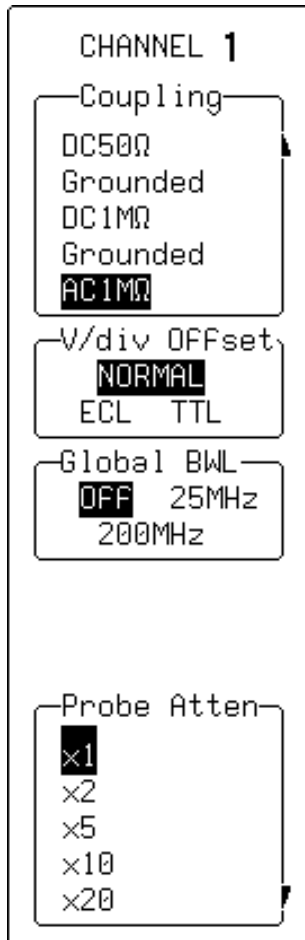 CHANNEL 1
Coupling
DC50Ω
Grounded
DC1MΩ
Grounded
AC1MΩ
V/div OFFset
NORMAL
ECL TTL
Global BWL
OFF 25MHz
200MHz
Probe Atten
×1
×2
×5
×10
×20